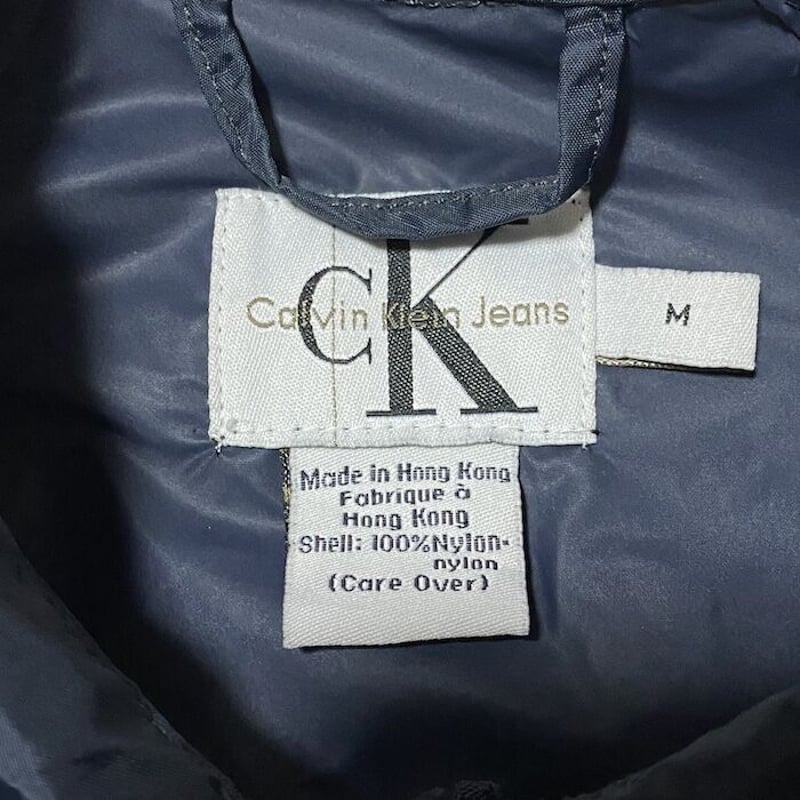 CK
Calvin Klein Jeans
M
Made in Hong Kong
Fabrique à
Hong Kong
Shell: 100% Nylon-
nylon
(Care Over)